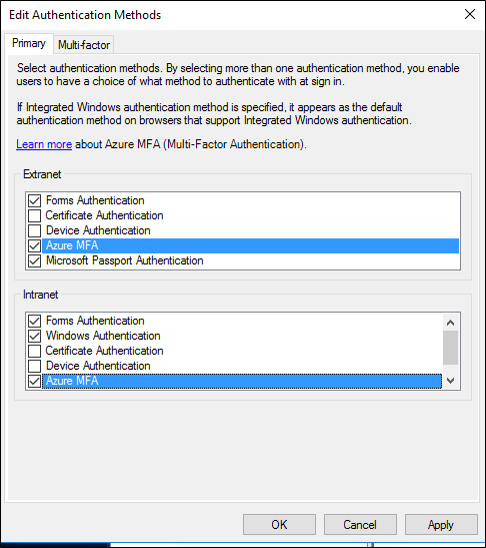 Edit Authentication Methods
Primary
Multi-factor
Select authentication methods. By selecting more than one authentication method, you enable
users to have a choice of what method to authenticate with at sign in.
If Integrated Windows authentication method is specified, it appears as the default
authentication method on browsers that support Integrated Windows authentication.
Learn more about Azure MFA (Multi-Factor Authentication).
Extranet
Forms Authentication
Certificate Authentication
Device Authentication
Azure MFA
Microsoft Passport Authentication
Intranet
Forms Authentication
Windows Authentication
Certificate Authentication
Device Authentication
Azure MFA
OK
Cancel
Apply